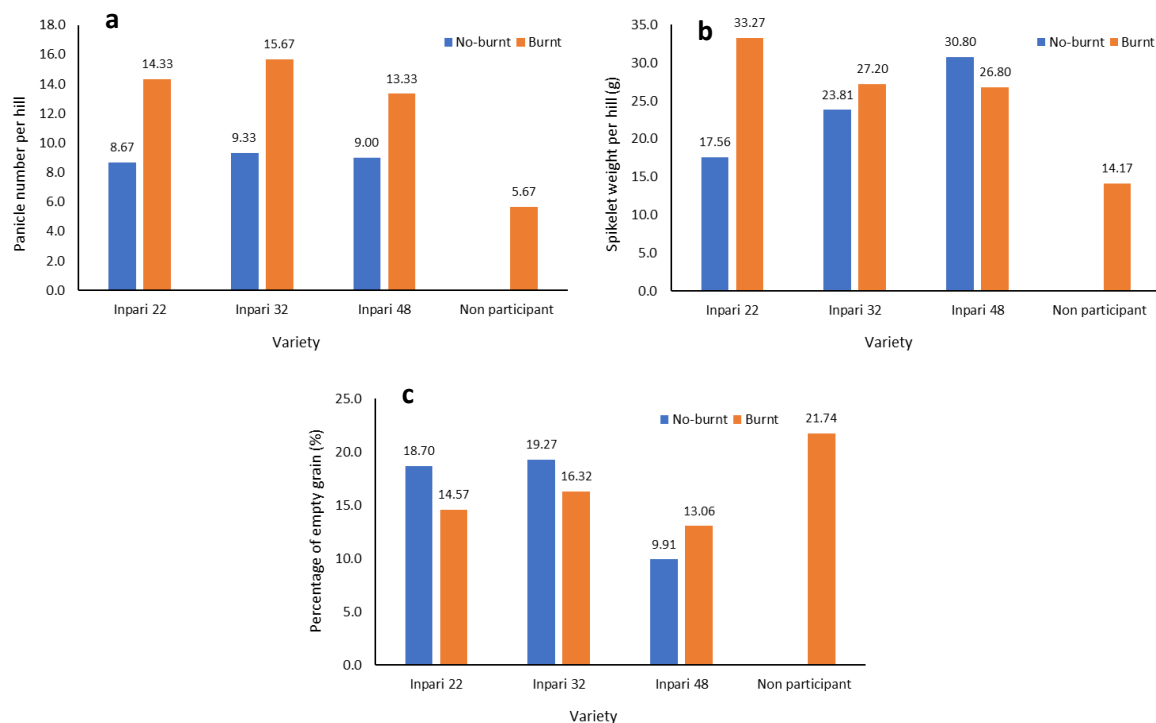 a
No-burnt Burnt
Panicle number per hill
18.0
16.0
14.0
12.0
10.0
8.0
6.0
4.0
2.0
0.0
8.67 14.33 9.33 15.67 9.00 13.33 5.67
Inpari 22 Inpari 32 Inpari 48 Non participant
Variety
b
No-burnt Burnt
Spikelet weight per hill (g)
35.0
30.0
25.0
20.0
15.0
10.0
5.0
0.0
17.56 33.27 23.81 27.20 30.80 26.80 14.17
Inpari 22 Inpari 32 Inpari 48 Non participant
Variety
c
No-burnt Burnt
Percentage of empty grain (%)
25.0
20.0
15.0
10.0
5.0
0.0
18.70 14.57 19.27 16.32 9.91 13.06 21.74
Inpari 22 Inpari 32 Inpari 48 Non participant
Variety